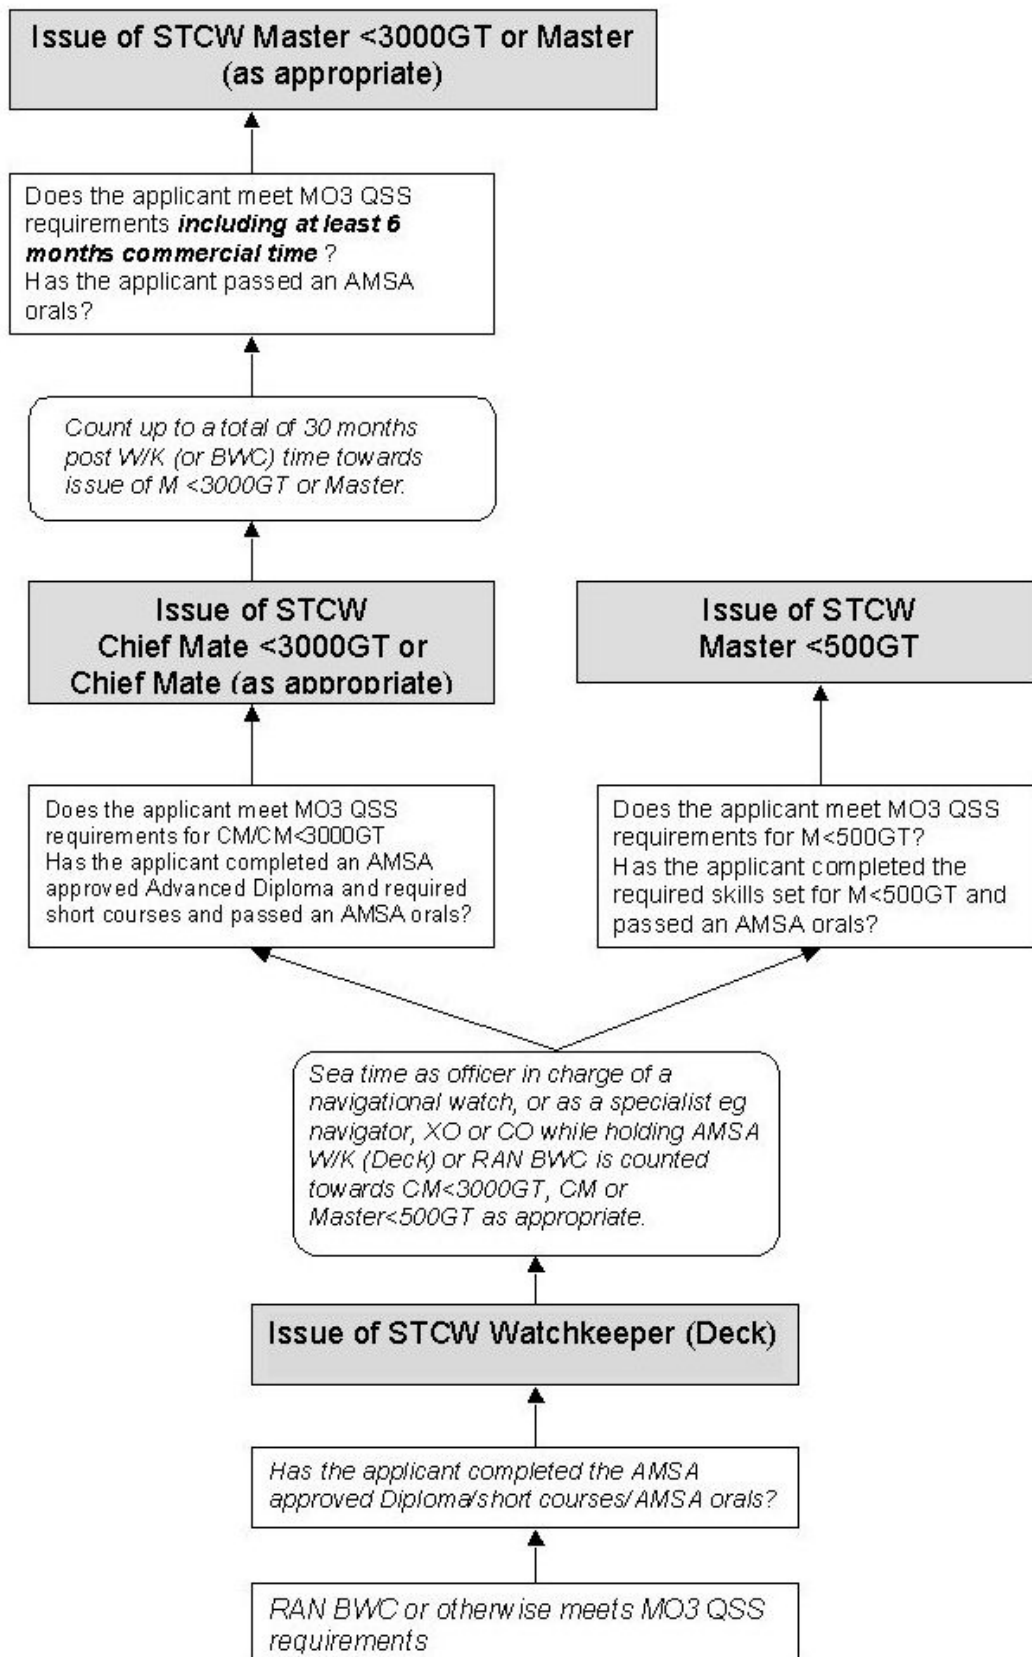 Issue of STCW Master <3000GT or Master
(as appropriate)
Does the applicant meet MO3 QSS
requirements including at least 6
months commercial time ?
Has the applicant passed an AMSA
orals?
Count up to a total of 30 months
post W/K (or BWC) time towards
issue of M <3000GT or Master.
Issue of STCW
Chief Mate <3000GT or
Chief Mate (as appropriate)
Issue of STCW
Master <500GT
Does the applicant meet MO3 QSS
requirements for CM/CM<3000GT
Has the applicant completed an AMSA
approved Advanced Diploma and required
short courses and passed an AMSA orals?
Does the applicant meet MO3 QSS
requirements for M<500GT?
Has the applicant completed the
required skills set for M<500GT and
passed an AMSA orals?
Sea time as officer in charge of a
navigational watch, or as a specialist eg
navigator, XO or CO while holding AMSA
W/K (Deck) or RAN BWC is counted
towards CM<3000GT, CM or
Master<500GT as appropriate.
Issue of STCW Watchkeeper (Deck)
Has the applicant completed the AMSA
approved Diploma/short courses/AMSA orals?
RAN BWC or otherwise meets MO3 QSS
requirements